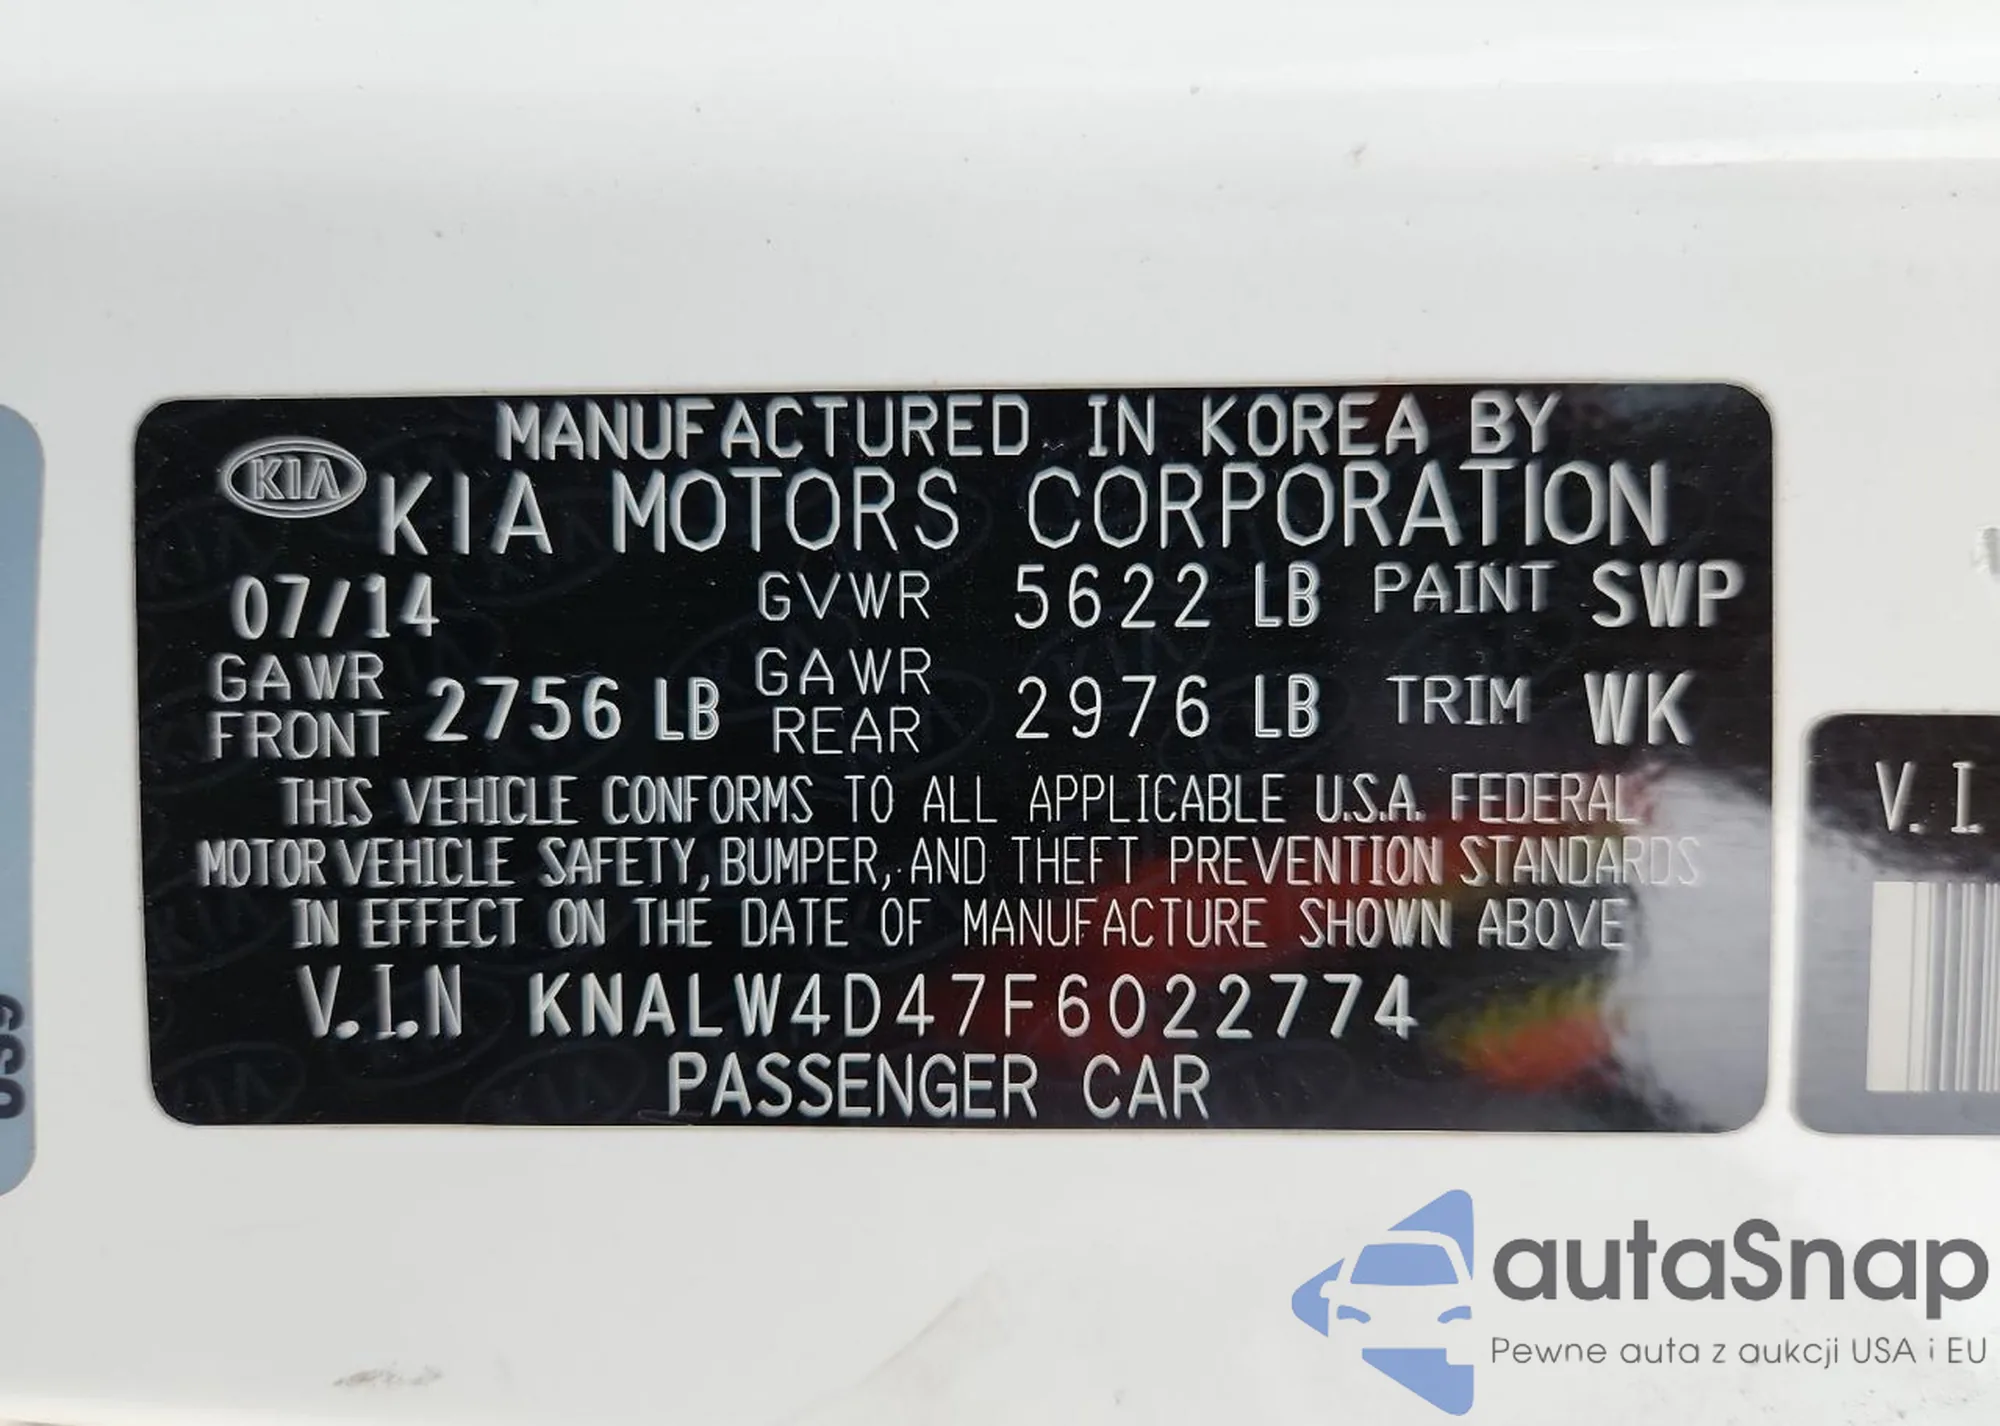 MANUFACTURED IN KOREA BY
KIA KIA MOTORS CORPORATION
07/14 GVWR 5622 LB PAINT SWP
GAWR FRONT 2756 LB GAWR REAR 2976 LB TRIM WK
THIS VEHICLE CONFORMS TO ALL APPLICABLE U.S.A. FEDERAL
MOTOR VEHICLE SAFETY, BUMPER, AND THEFT PREVENTION STANDARDS
IN EFFECT ON THE DATE OF MANUFACTURE SHOWN ABOVE
V.I.N KNALW4D47F6022774
PASSENGER CAR
V.I.
autaSnap
Pewne auta z aukcji USA i EU